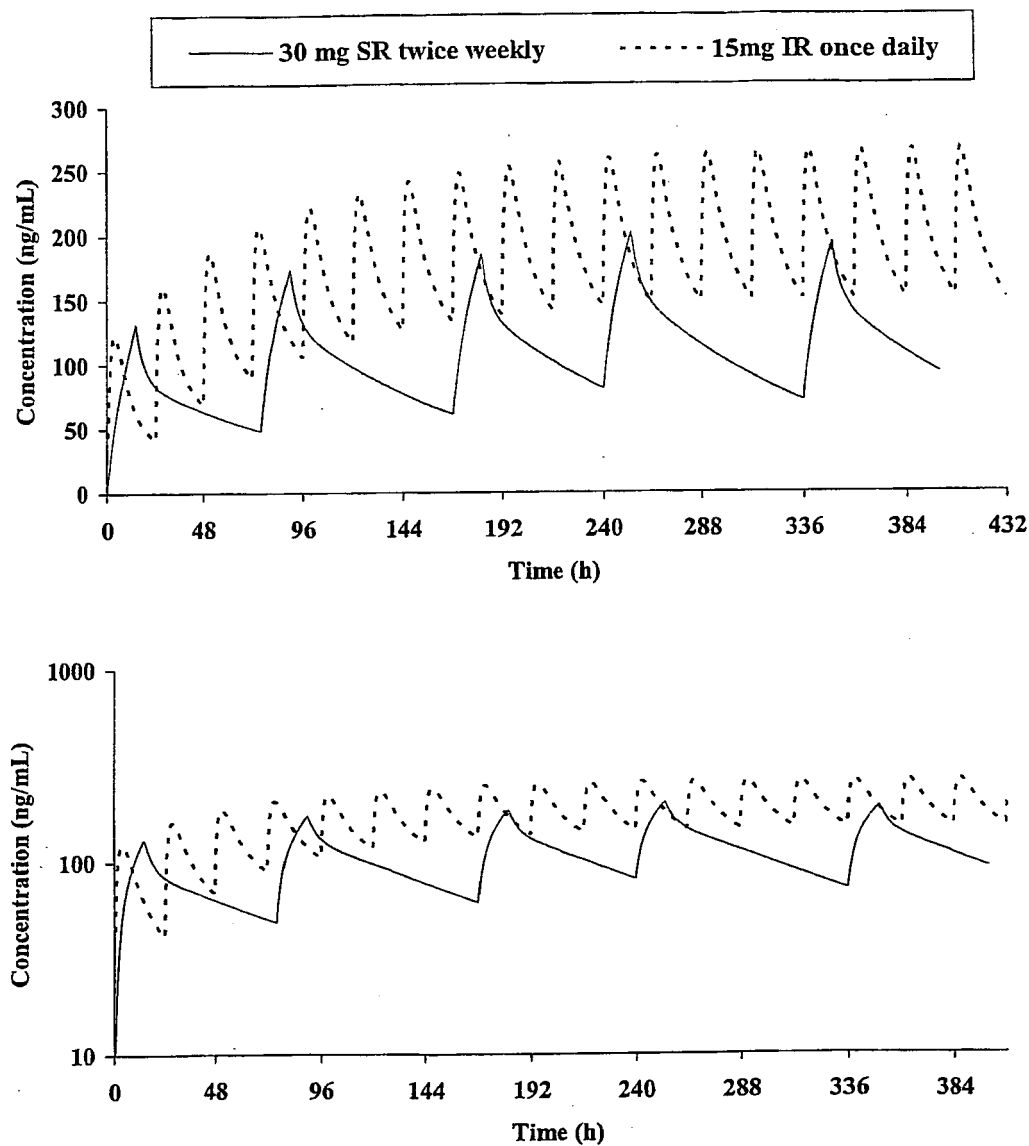 30 mg SR twice weekly 15mg IR once daily
300
250
200
150
100
50
0
Concentration (ng/mL)
0 48 96 144 192 240 288 336 384 432
Time (h)
1000
100
10
Concentration (ng/mL)
0 48 96 144 192 240 288 336 384
Time (h)